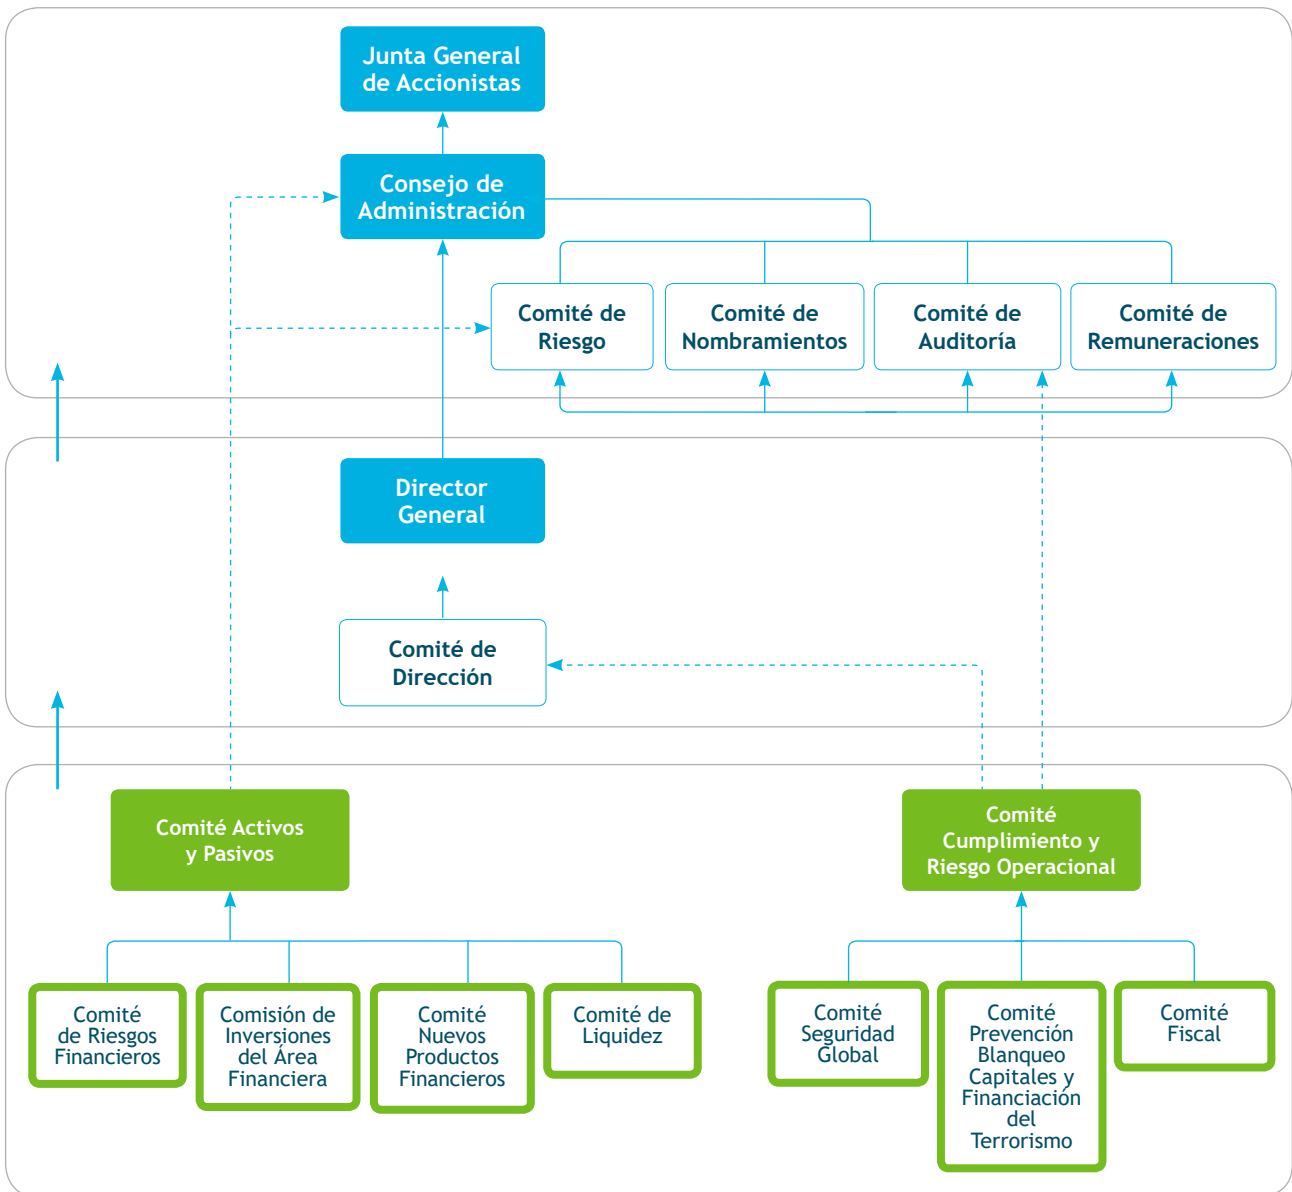 Junta General
de Accionistas
Consejo de
Administración
Comité de
Riesgo
Comité de
Nombramientos
Comité de
Auditoría
Comité de
Remuneraciones
Director
General
Comité de
Dirección
Comité Activos
y Pasivos
Comité
Cumplimiento y
Riesgo Operacional
Comité
de Riesgos
Financieros
Comisión de
Inversiones
del Área
Financiera
Comité
Nuevos
Productos
Financieros
Comité de
Liquidez
Comité
Seguridad
Global
Comité
Prevención
Blanqueo
Capitales y
Financiación
del
Terrorismo
Comité
Fiscal